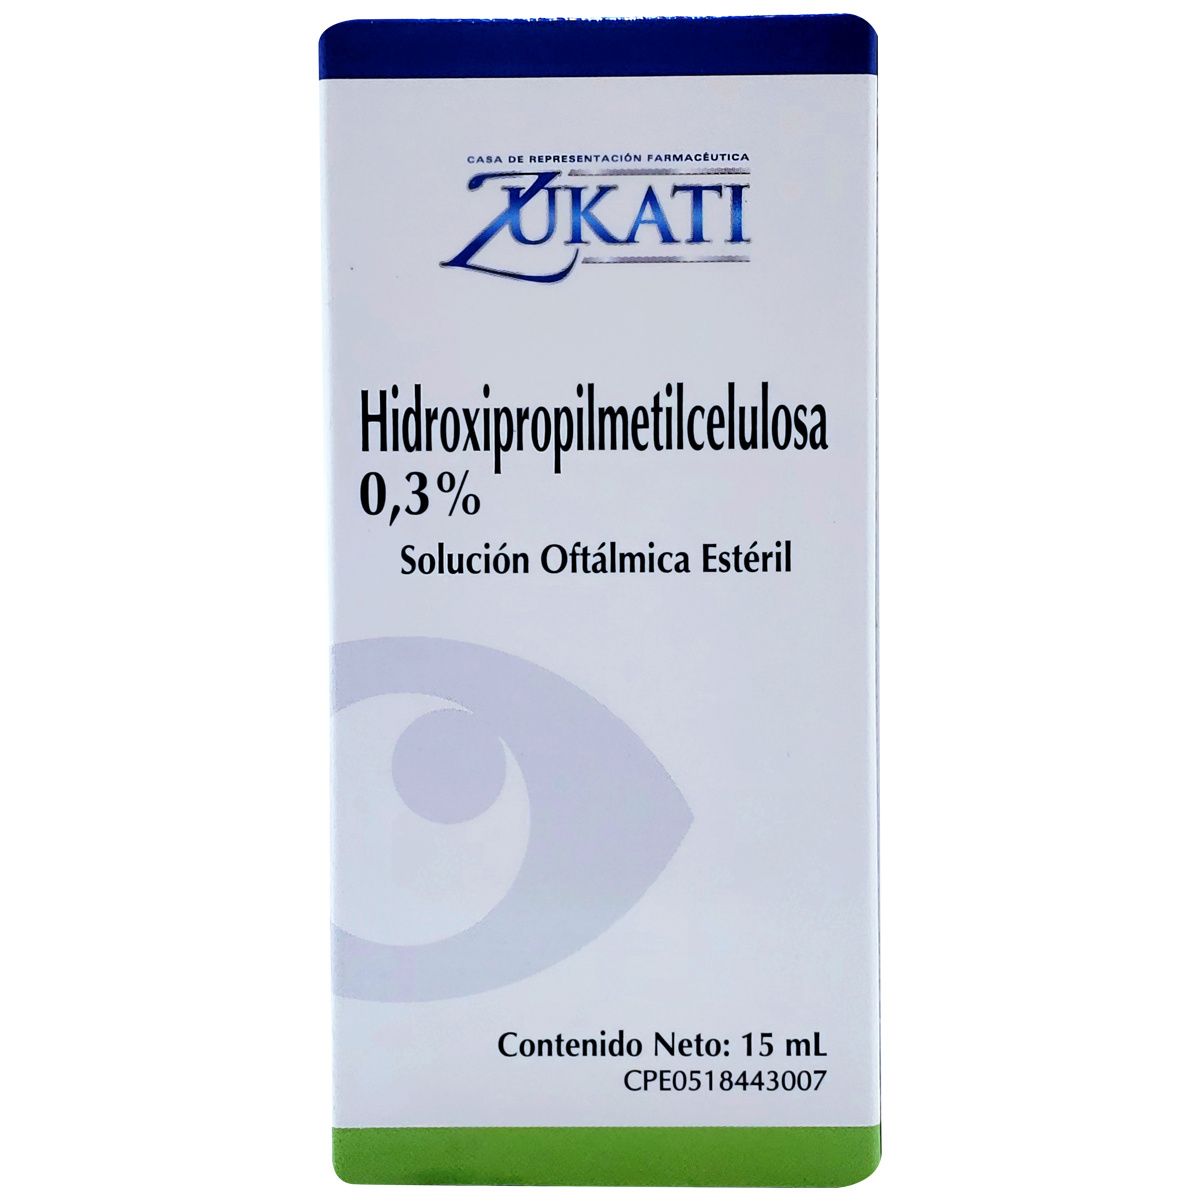 CASA DE REPRESENTACIÓN FARMACÉUTICA
ZUKATI
Hidroxipropilmetilcelulosa
0,3%
Solución Oftálmica Estéril
Contenido Neto: 15 mL
CPE0518443007